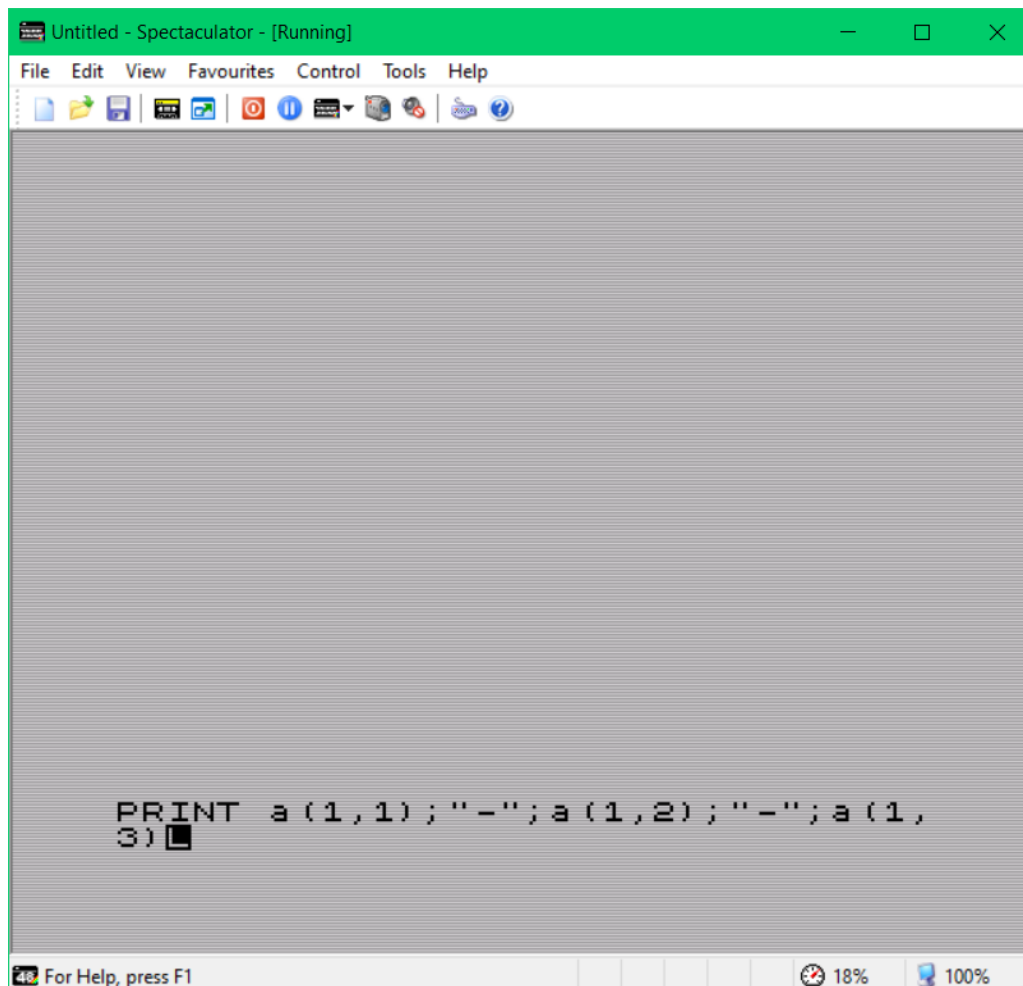 Untitled - Spectaculator - [Running]
File Edit View Favourites Control Tools Help
PRINT a(1,1);"-";a(1,2);"-";a(1,
3)L
48 For Help, press F1 18% 100%